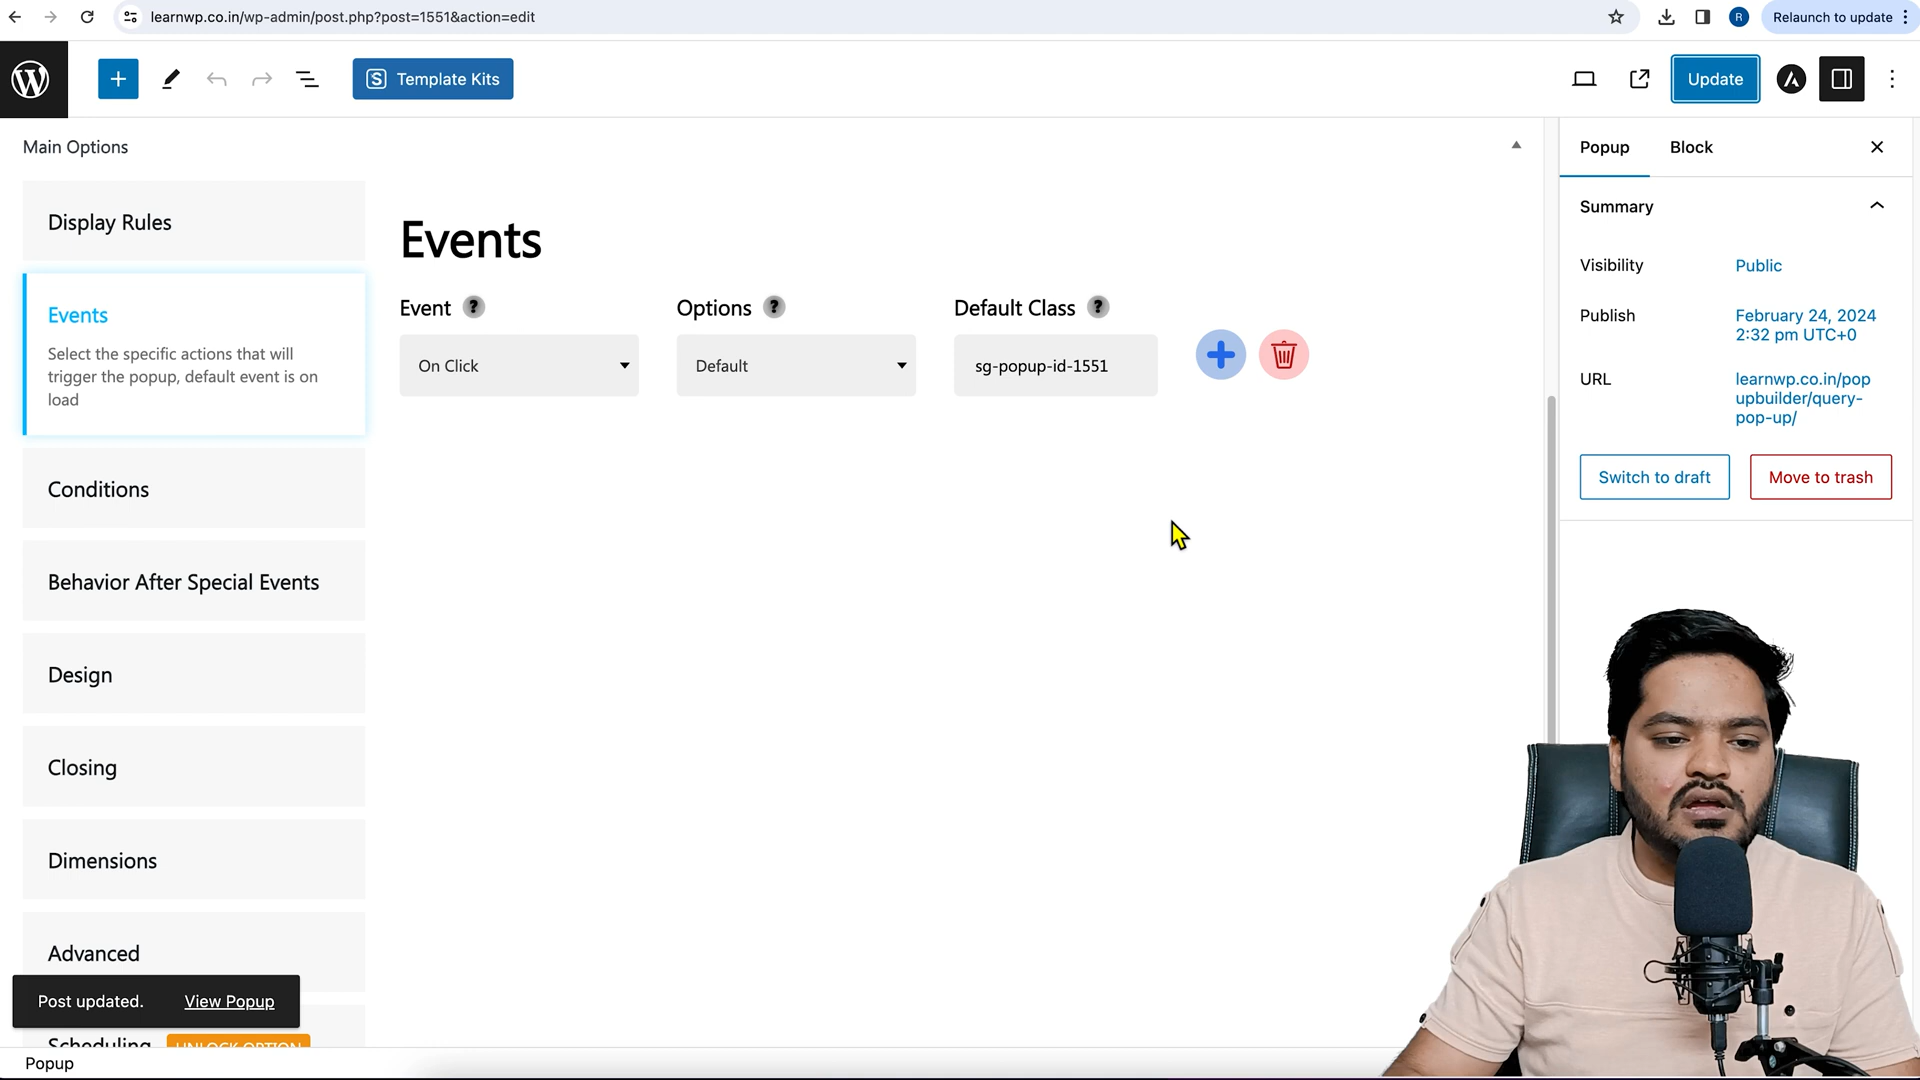 learnwp.co.in/wp-admin/post.php?post=1551&action=edit
R
Relaunch to update
Template Kits
Update
Main Options
Popup
Block
Display Rules
Events
Summary
Events
Select the specific actions that will
trigger the popup, default event is on
load
Event ?
Options ?
Default Class ?
On Click
Default
sg-popup-id-1551
Visibility
Public
Publish
February 24, 2024
2:32 pm UTC+0
URL
learnwp.co.in/pop
upbuilder/query-
pop-up/
Switch to draft
Move to trash
Conditions
Behavior After Special Events
Design
Closing
Dimensions
Advanced
Post updated.
View Popup
Scheduling
UNLOCK OPTION
Popup